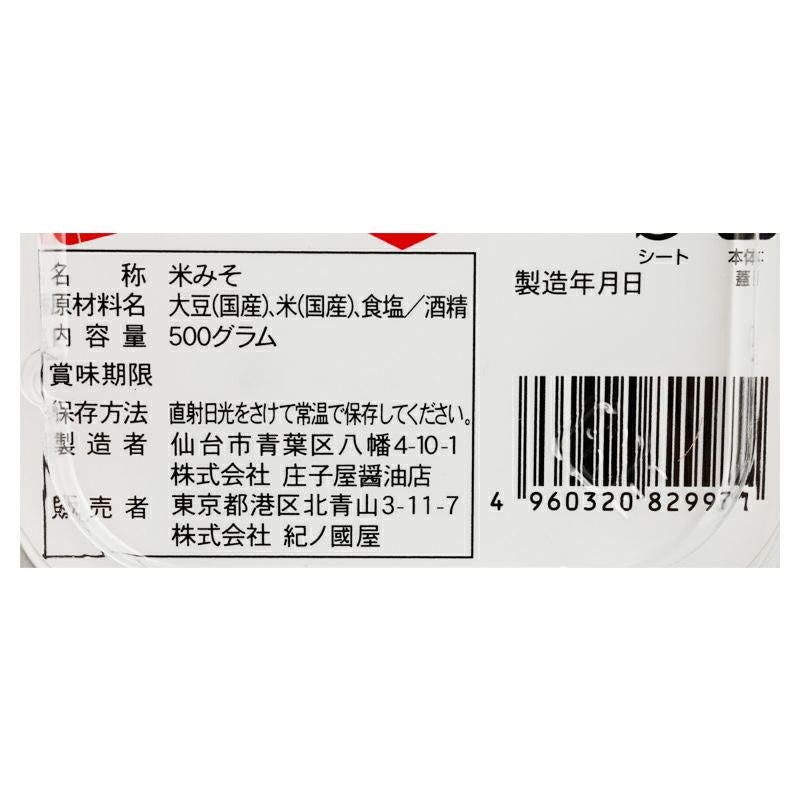 名称 米みそ
原材料名 大豆(国産)、米(国産)、食塩/酒精
内容量 500グラム
賞味期限
保存方法 直射日光をさけて常温で保存してください。
製造者 仙台市青葉区八幡4-10-1
株式会社 庄子屋醤油店
販売者 東京都港区北青山3-11-7
株式会社 紀ノ國屋
シート
本体:
製造年月日
4 960320 829971